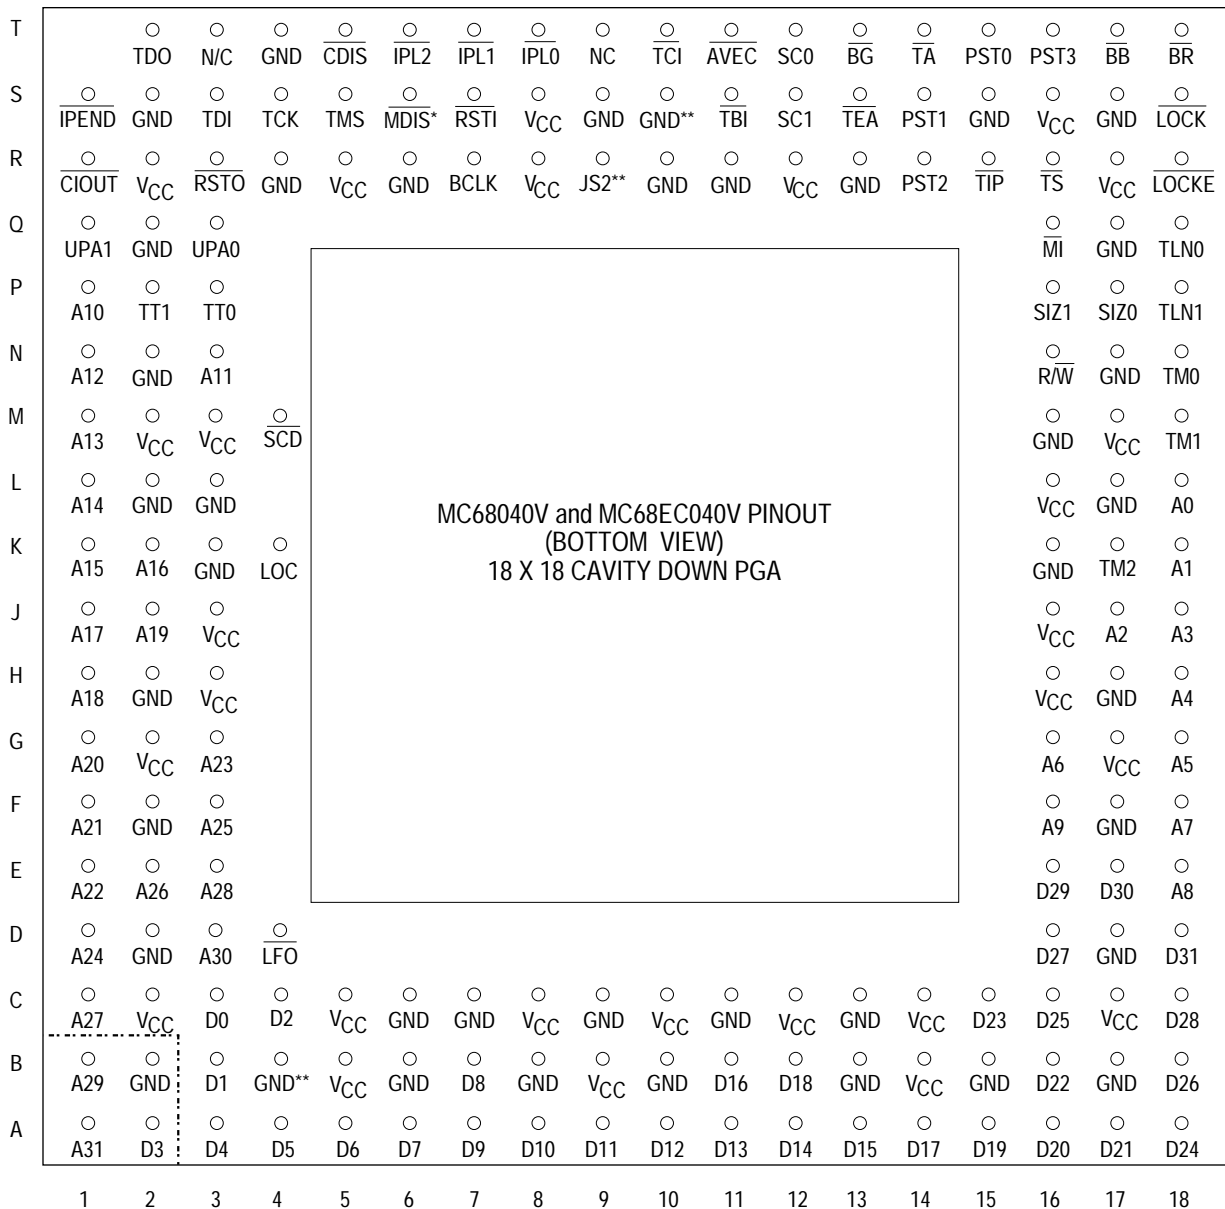 T
TDO N/C GND CDIS IPL2 IPL1 IPL0 NC TCI AVEC SC0 BG TA PST0 PST3 BB BR
S
IPEND GND TDI TCK TMS MDIS* RSTI VCC GND GND** TBI SC1 TEA PST1 GND VCC GND LOCK
R
CIOUT VCC RSTO GND VCC GND BCLK VCC JS2** GND GND VCC GND PST2 TIP TS VCC LOCKE
Q
UPA1 GND UPA0 MI GND TLN0
P
A10 TT1 TT0 SIZ1 SIZ0 TLN1
N
A12 GND A11 R/W GND TM0
M
A13 VCC VCC SCD GND VCC TM1
L
A14 GND GND VCC GND A0
MC68040V and MC68EC040V PINOUT
(BOTTOM VIEW)
18 X 18 CAVITY DOWN PGA
K
A15 A16 GND LOC GND TM2 A1
J
A17 A19 VCC VCC A2 A3
H
A18 GND VCC VCC GND A4
G
A20 VCC A23 A6 VCC A5
F
A21 GND A25 A9 GND A7
E
A22 A26 A28 D29 D30 A8
D
A24 GND A30 LFO D27 GND D31
C
A27 VCC D0 D2 VCC GND GND VCC GND VCC GND VCC GND VCC D23 D25 VCC D28
B
A29 GND D1 GND** VCC GND D8 GND VCC GND D16 D18 GND VCC GND D22 GND D26
A
A31 D3 D4 D5 D6 D7 D9 D10 D11 D12 D13 D14 D15 D17 D19 D20 D21 D24
1 2 3 4 5 6 7 8 9 10 11 12 13 14 15 16 17 18